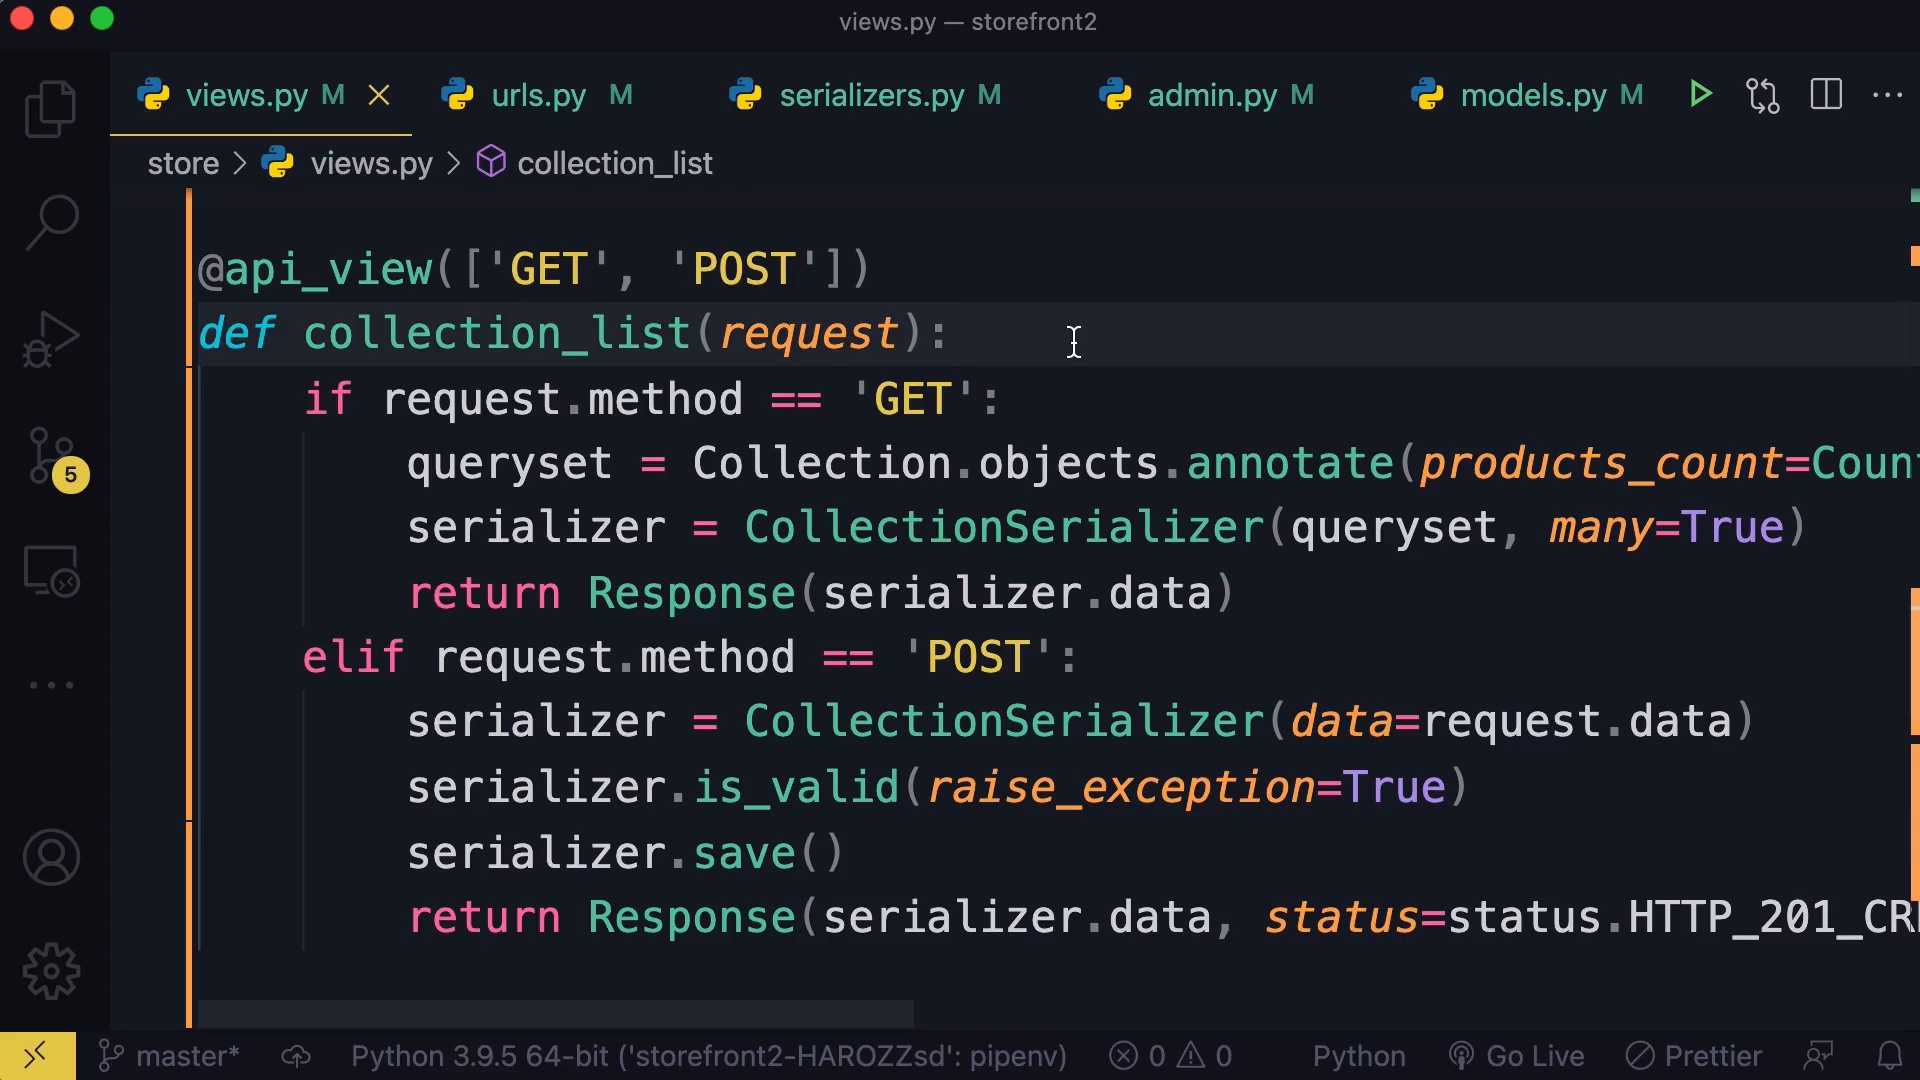 views.py — storefront2
views.py M urls.py M serializers.py M admin.py M models.py M
store > views.py > collection_list
@api_view(['GET', 'POST'])
def collection_list(request):
if request.method == 'GET':
queryset = Collection.objects.annotate(products_count=Coun
serializer = CollectionSerializer(queryset, many=True)
return Response(serializer.data)
elif request.method == 'POST':
serializer = CollectionSerializer(data=request.data)
serializer.is_valid(raise_exception=True)
serializer.save()
return Response(serializer.data, status=status.HTTP_201_CR
5
master* Python 3.9.5 64-bit ('storefront2-HAROZZsd': pipenv) 0 0 Python Go Live Prettier